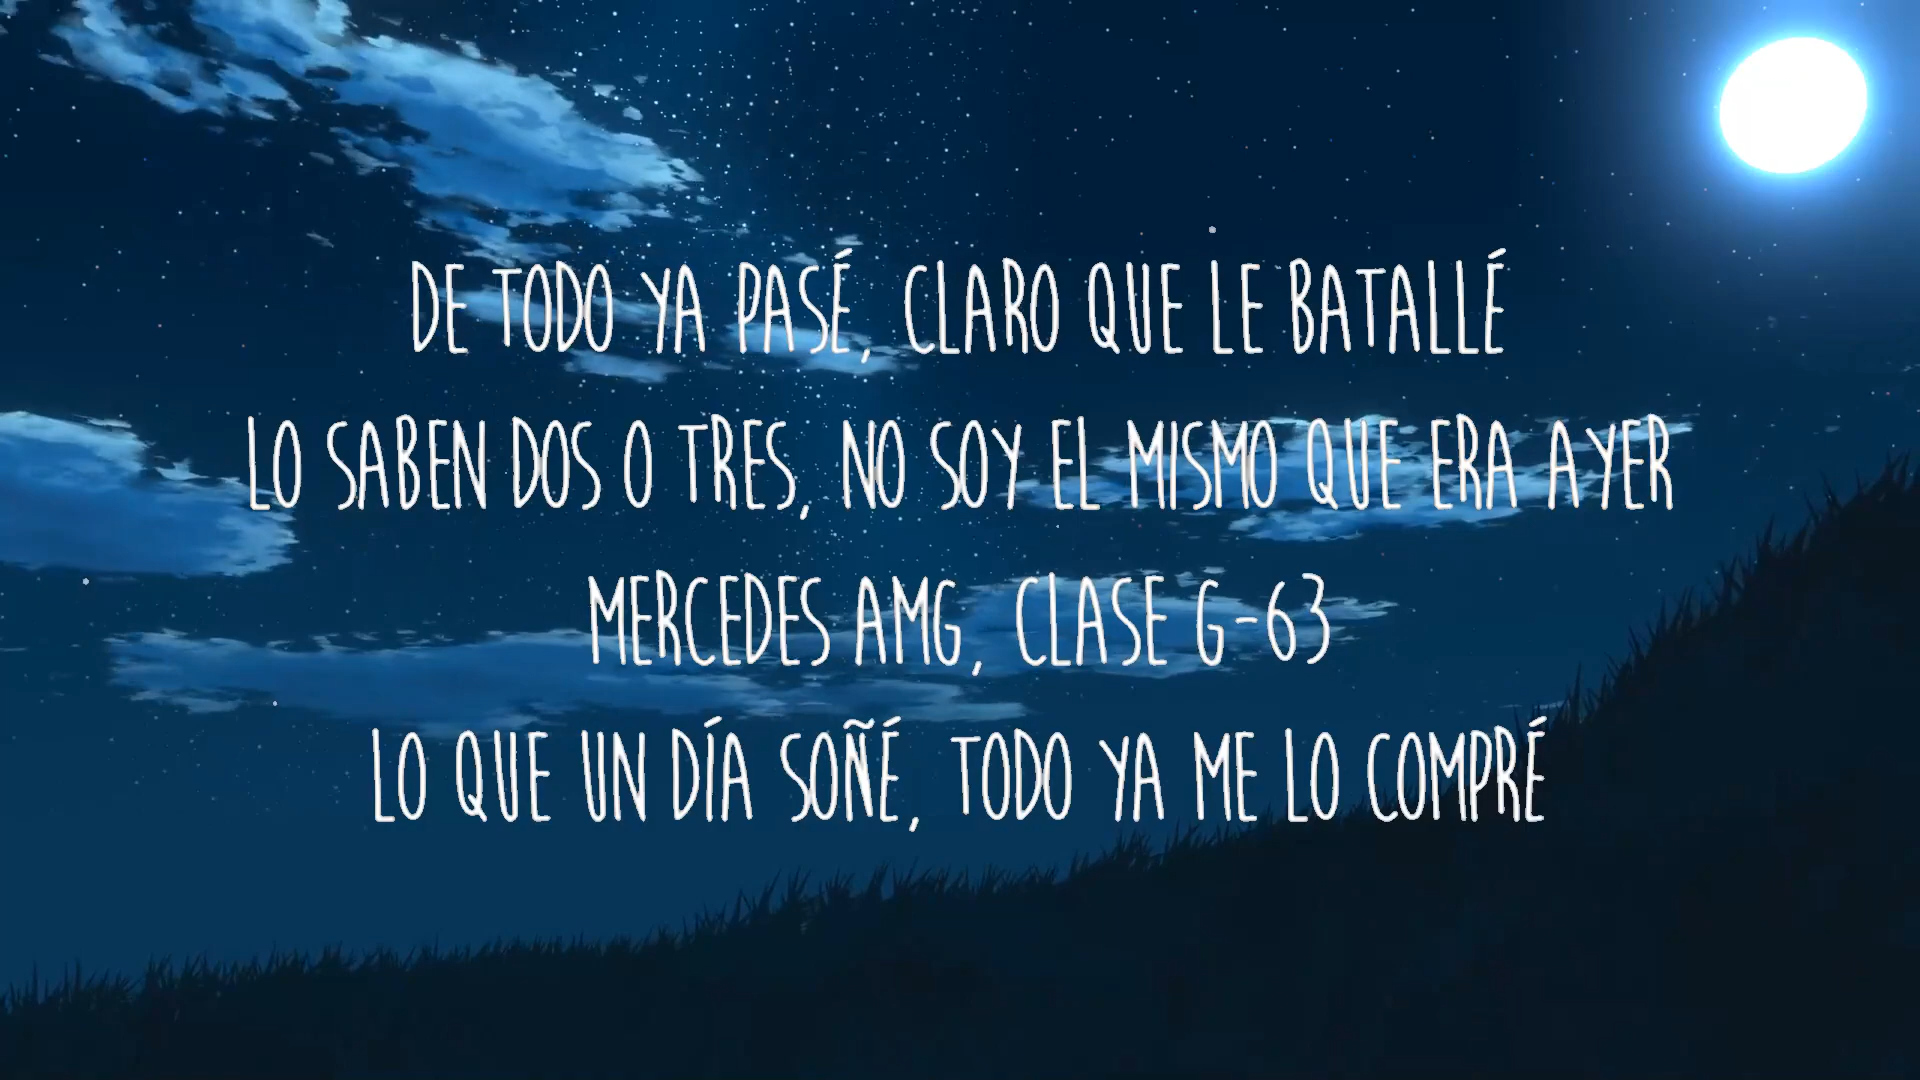 DE TODO YA PASÉ, CLARO QUE LE BATALLÉ
LO SABEN DOS O TRES, NO SOY EL MISMO QUE ERA AYER
MERCEDES AMG, CLASE G-63
LO QUE UN DÍA SOÑÉ, TODO YA ME LO COMPRÉ